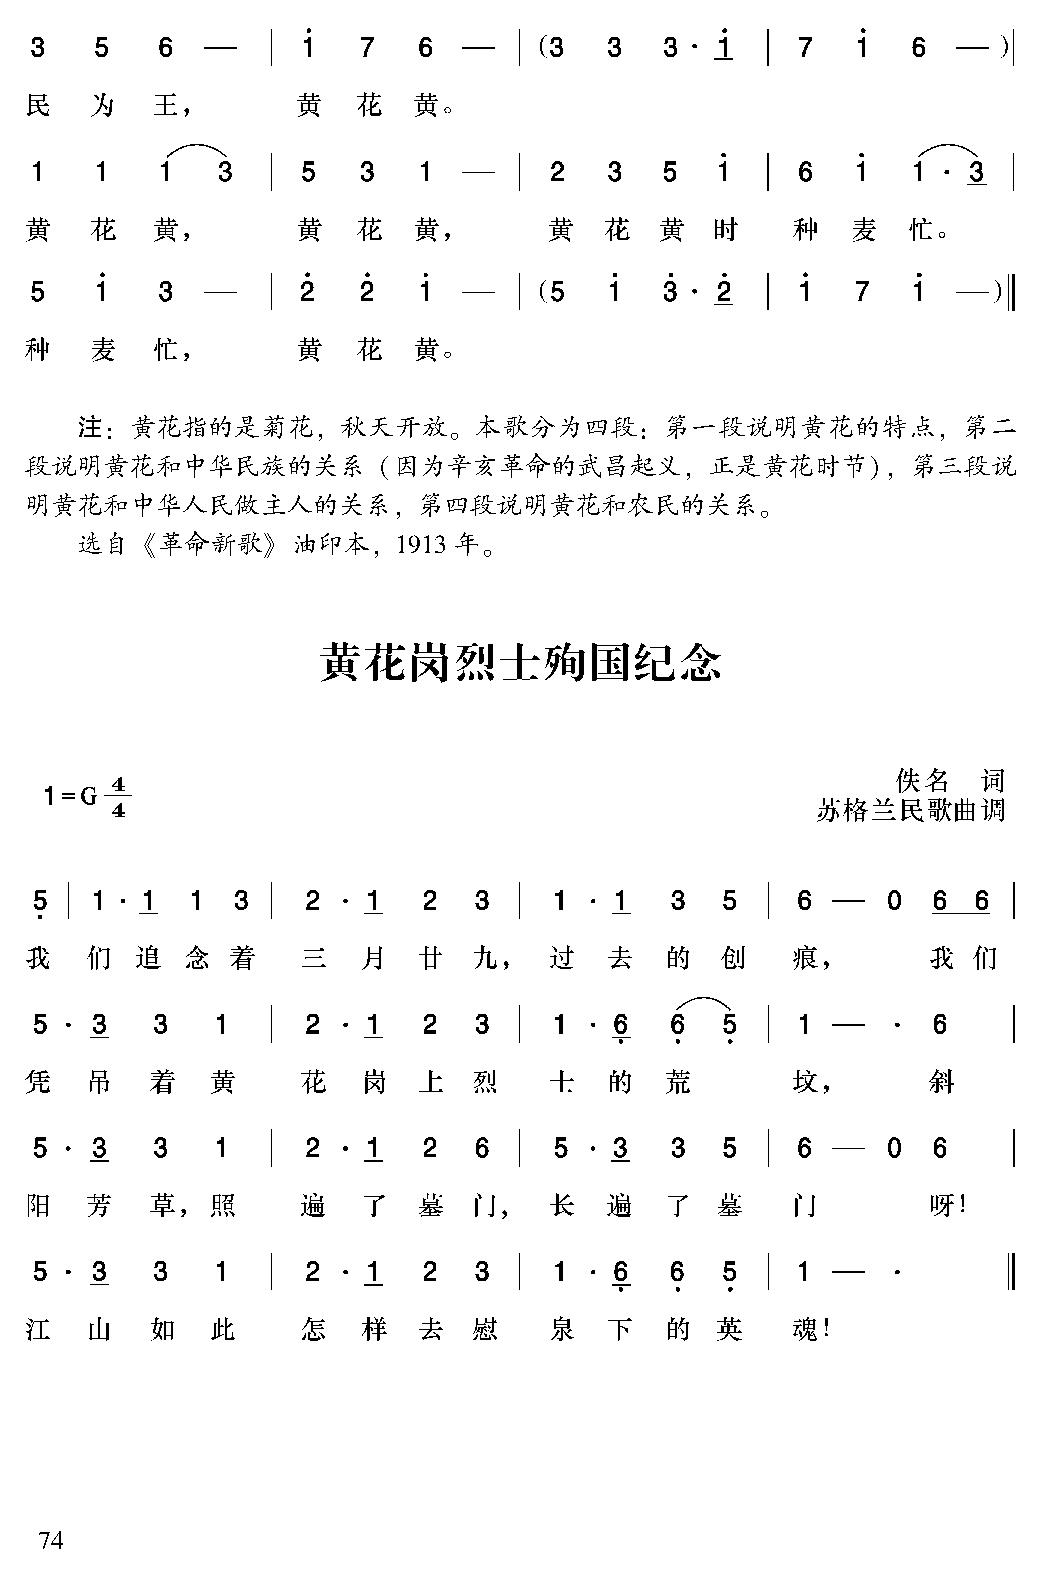 3 5 6 — | 1̇ 7 6 — | (3 3 3 · 1̇ | 7 1̇ 6 — )|
民 为 王， 黄 花 黄。
1 1 1 3 | 5 3 1 — | 2 3 5 1̇ | 6 1̇ 1 · 3 |
黄 花 黄， 黄 花 黄， 黄 花 黄 时 种 麦 忙。
5 1̇ 3 — | 2̇ 2̇ 1̇ — | (5 1̇ 3̇ · 2̇ | 1̇ 7 1̇ — )‖
种 麦 忙， 黄 花 黄。
注：黄花指的是菊花，秋天开放。本歌分为四段：第一段说明黄花的特点，第二
段说明黄花和中华民族的关系（因为辛亥革命的武昌起义，正是黄花时节），第三段说
明黄花和中华人民做主人的关系，第四段说明黄花和农民的关系。
选自《革命新歌》油印本，1913 年。
黄花岗烈士殉国纪念
1=G 4/4
佚名 词
苏格兰民歌曲调
5̣ | 1 · 1 1 3 | 2 · 1 2 3 | 1 · 1 3 5 | 6 — 0 6 6 |
我 们 追 念 着 三 月 廿 九， 过 去 的 创 痕， 我 们
5 · 3 3 1 | 2 · 1 2 3 | 1 · 6̣ 6̣ 5̣ | 1 — · 6 |
凭 吊 着 黄 花 岗 上 烈 士 的 荒 坟， 斜
5 · 3 3 1 | 2 · 1 2 6 | 5 · 3 3 5 | 6 — 0 6 |
阳 芳 草，照 遍 了 墓 门， 长 遍 了 墓 门 呀！
5 · 3 3 1 | 2 · 1 2 3 | 1 · 6̣ 6̣ 5̣ | 1 — · ‖
江 山 如 此 怎 样 去 慰 泉 下 的 英 魂！
74